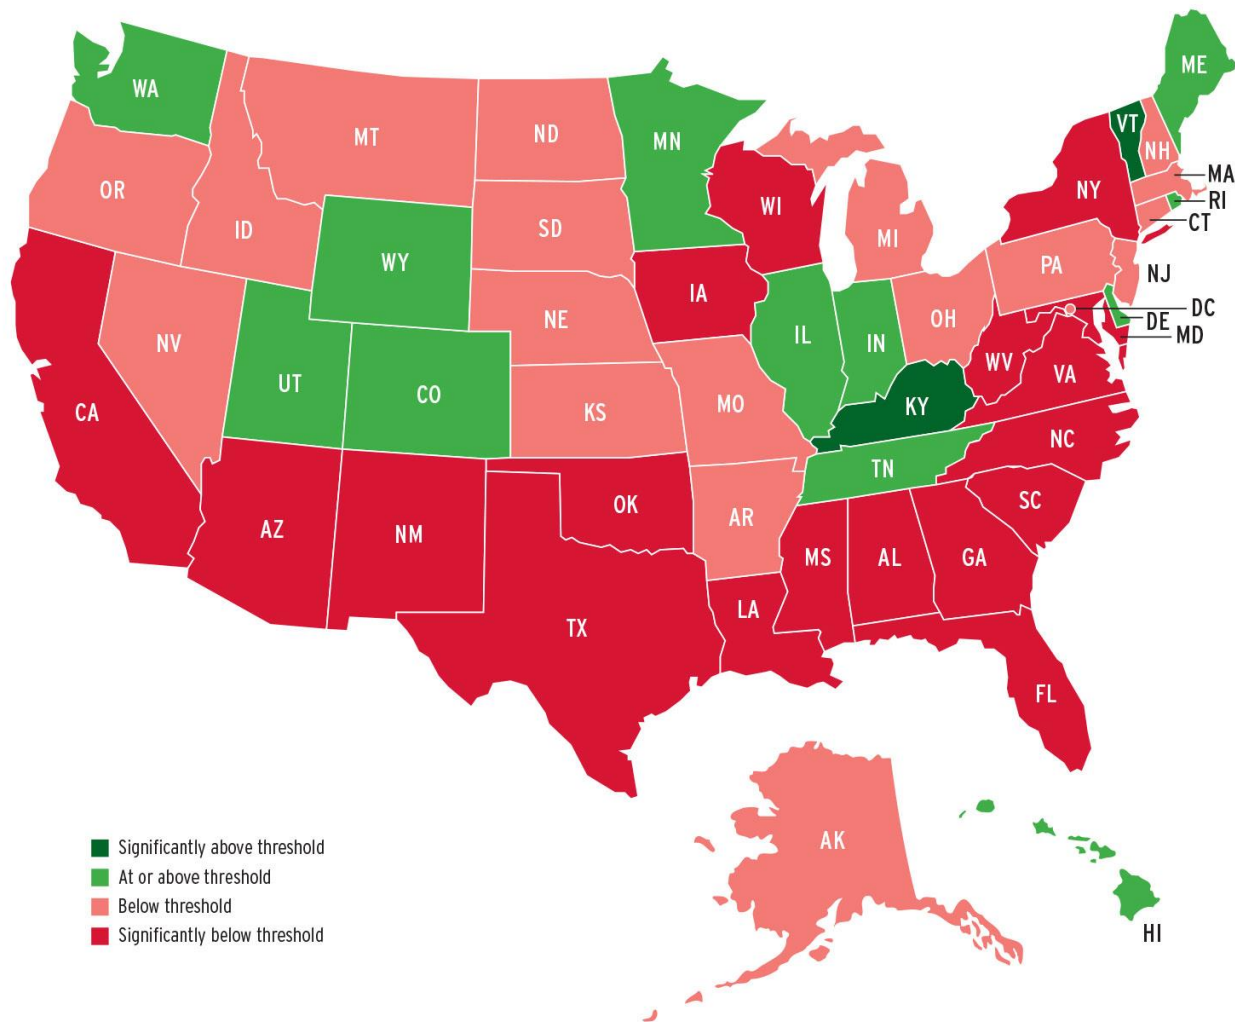 WA
ME
MT
ND
MN
VT
NH
OR
ID
SD
WI
NY
MA
RI
CT
MI
WY
PA
NJ
NE
IA
DC
NV
OH
DE
UT
IL
IN
MD
CO
WV
VA
CA
KS
MO
KY
NC
TN
AZ
NM
OK
AR
SC
MS
AL
GA
TX
LA
FL
AK
HI
Significantly above threshold
At or above threshold
Below threshold
Significantly below threshold